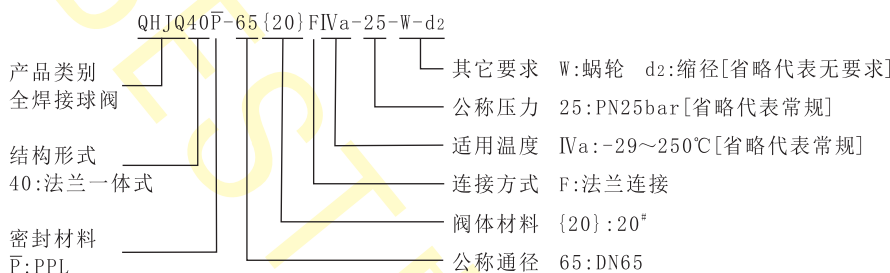 QHJQ40P̅-65{20}FⅣa-25-W-d₂
产品类别
全焊接球阀
结构形式
40:法兰一体式
密封材料
P̅:PPL
其它要求 W:蜗轮 d₂:缩径[省略代表无要求]
公称压力 25:PN25bar[省略代表常规]
适用温度 Ⅳa:-29～250℃[省略代表常规]
连接方式 F:法兰连接
阀体材料 {20}:20#
公称通径 65:DN65